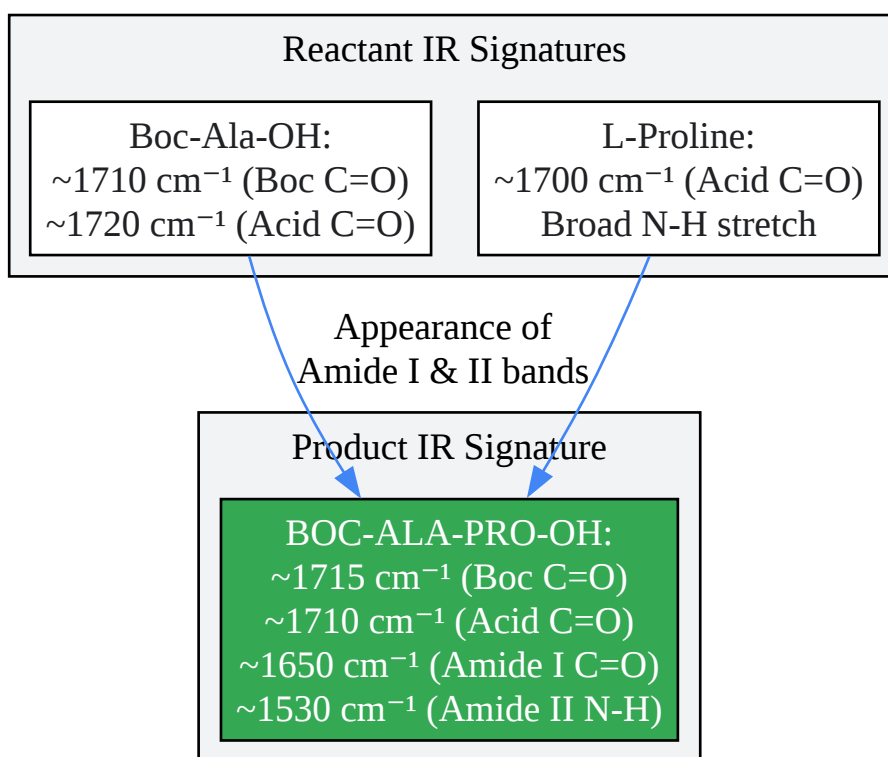 Reactant IR Signatures
Boc-Ala-OH:
~1710 cm⁻¹ (Boc C=O)
~1720 cm⁻¹ (Acid C=O)
L-Proline:
~1700 cm⁻¹ (Acid C=O)
Broad N-H stretch
Appearance of
Amide I & II bands
Product IR Signature
BOC-ALA-PRO-OH:
~1715 cm⁻¹ (Boc C=O)
~1710 cm⁻¹ (Acid C=O)
~1650 cm⁻¹ (Amide I C=O)
~1530 cm⁻¹ (Amide II N-H)